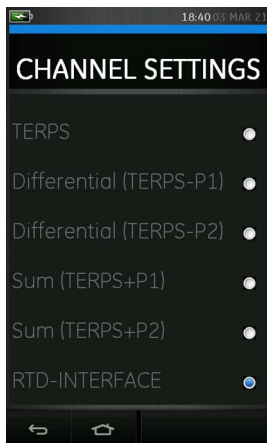 18:40 03 MAR 21
CHANNEL SETTINGS
TERPS
Differential (TERPS-P1)
Differential (TERPS-P2)
Sum (TERPS+P1)
Sum (TERPS+P2)
RTD-INTERFACE